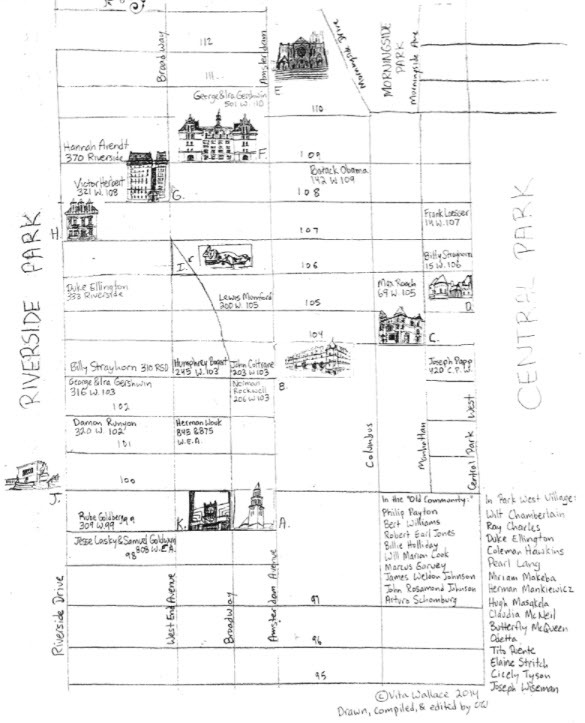 Broadway
112
Amsterdam
Morningside Drive
MORNINGSIDE
PARK
Morningside Ave
111
E.
George & Ira Gershwin
501 W. 110
110
F.
109
Hannah Arendt
370 Riverside
Barack Obama
142 W. 109
Victor Herbert
321 W. 108
G.
108
Frank Loesser
14 W. 107
H.
107
RIVERSIDE PARK
CENTRAL PARK
I.
106
Billy Strayhorn
15 W. 106
Duke Ellington
333 Riverside
Lewis Mumford
200 W. 105
105
Max Roach
69 W. 105
D.
104
C.
Billy Strayhorn 310 RSD
Humphrey Bogart
245 W. 103
John Coltrane
203 W 103
Joseph Papp
420 C.P.W.
George & Ira Gershwin
316 W. 103
Norman
Rockwell
206 W 103
B.
102
Damon Runyon
320 W. 102
Herman Wouk
845 & 875
W.E.A.
101
Columbus
Manhattan
Central Park West
100
J.
Rube Goldberg
309 W. 99
99
K.
A.
Jesse Lasky & Samuel Goldwyn
808 W.E.A.
98
In the "Old Community:"
Philip Payton
Bert Williams
Robert Earl Jones
Billie Holliday
Will Marion Cook
Marcus Garvey
James Weldon Johnson
John Rosamond Johnson
Arturo Schomburg
In Park West Village:
Wilt Chamberlain
Ray Charles
Duke Ellington
Coleman Hawkins
Pearl Lang
Miriam Makeba
Herman Mankiewicz
Hugh Masekela
Claudia McNeil
Butterfly McQueen
Odetta
Tito Puente
Elaine Stritch
Cicely Tyson
Joseph Wiseman
Riverside Drive
West End Avenue
Broadway
Amsterdam Avenue
97
96
95
©Vita Wallace 2014
Drawn, compiled, & edited by